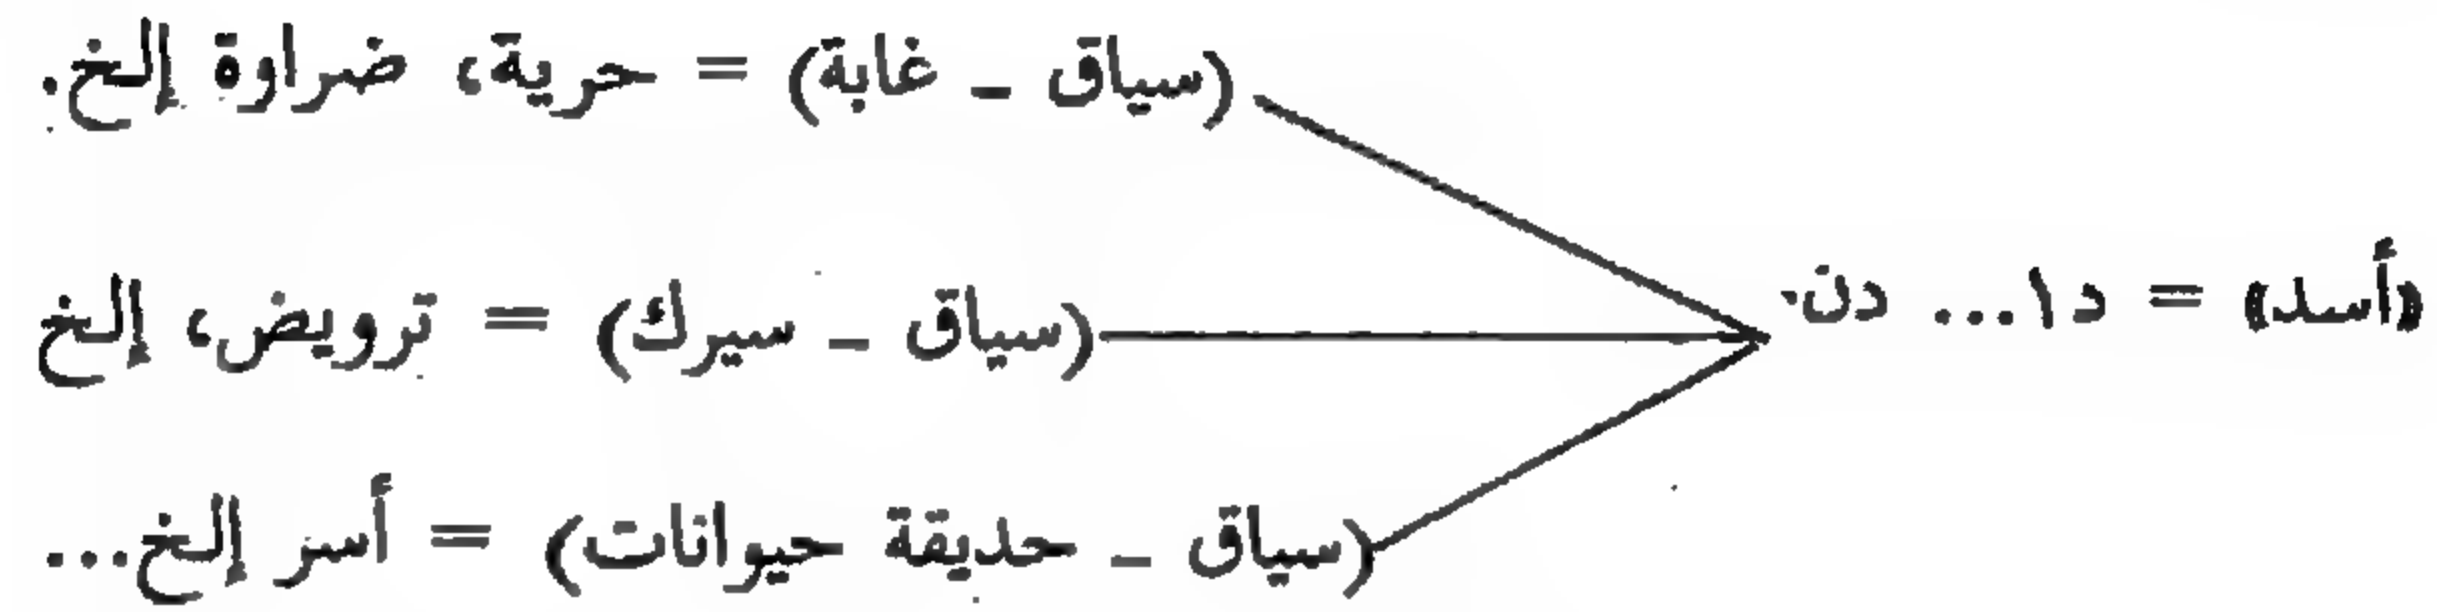 (سياق ـ غابة) = حرية، ضراوة إلخ.
«أسد» = د١... دن.
(سياق ـ سيرك) = ترويض، إلخ
(سياق ـ حديقة حيوانات) = أسر إلخ...